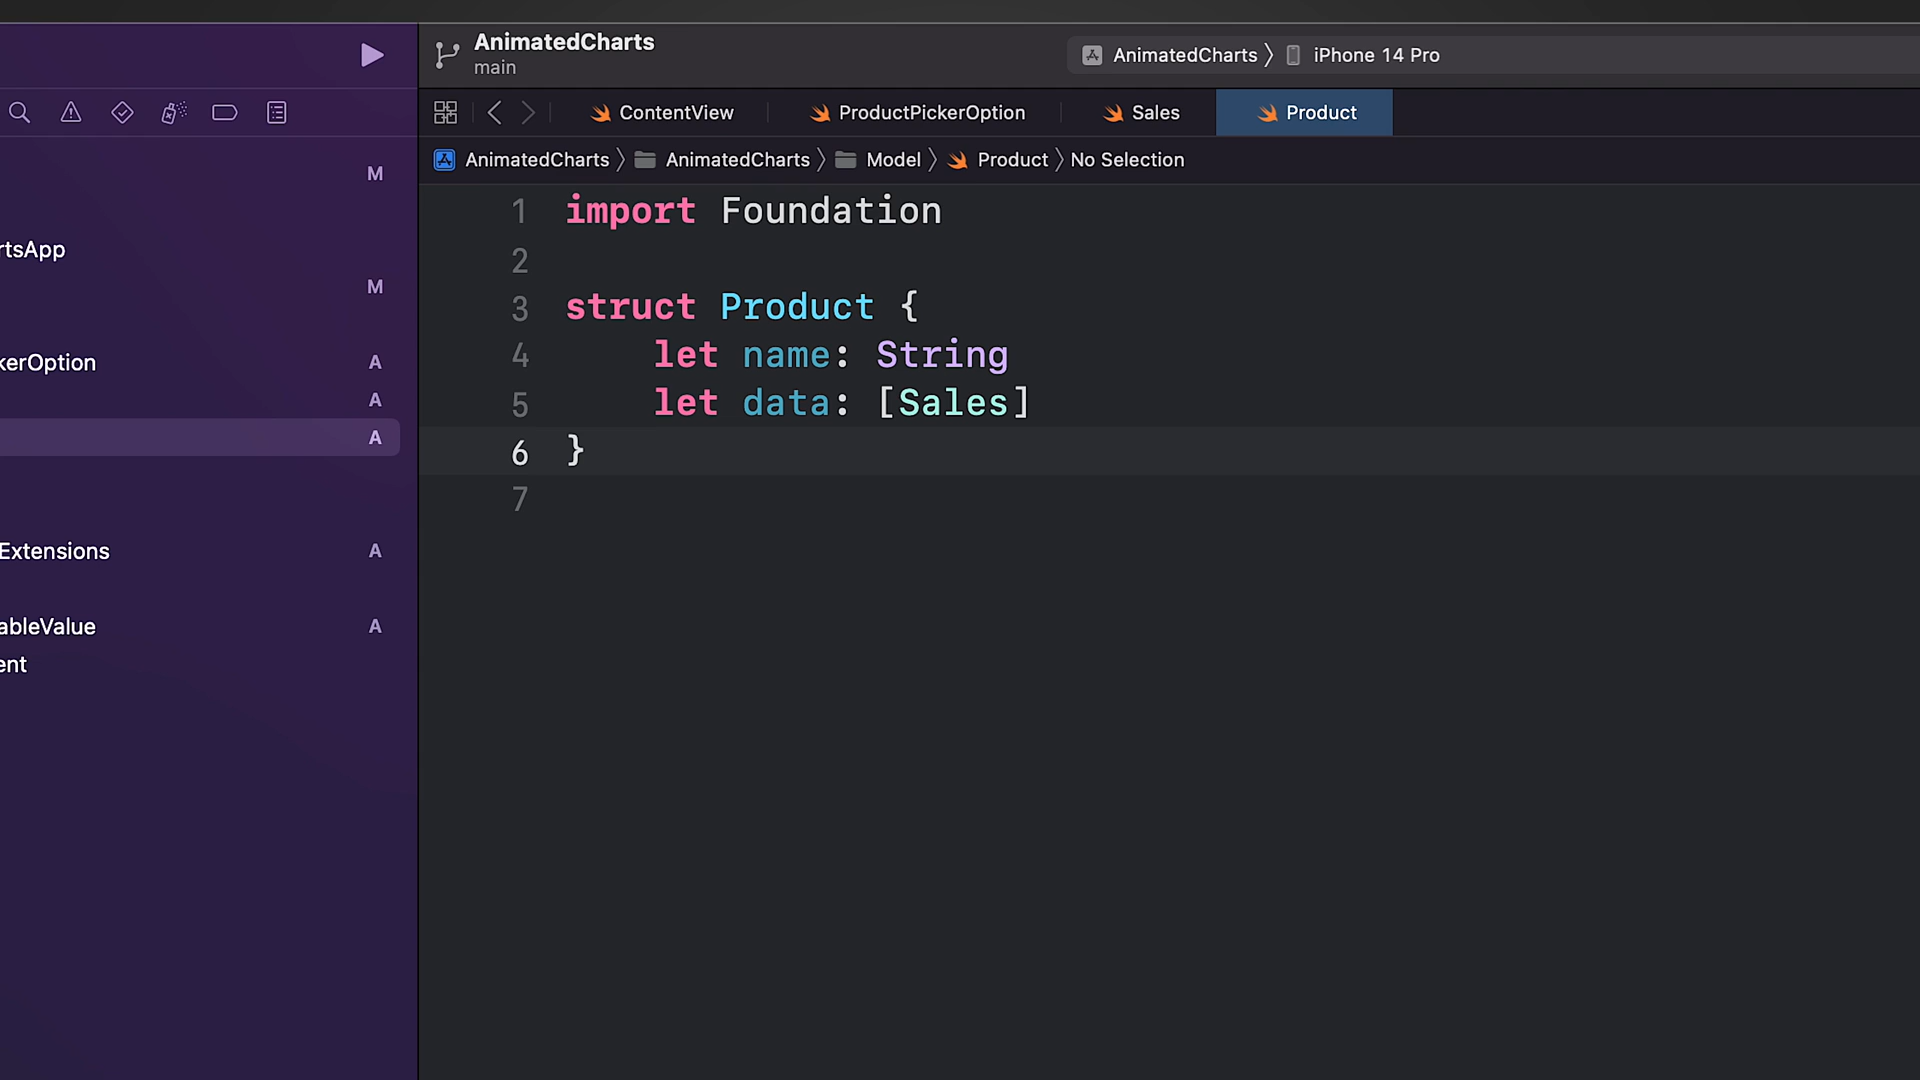 AnimatedCharts
main
AnimatedCharts 〉 iPhone 14 Pro
ContentView ProductPickerOption Sales Product
AnimatedCharts 〉 AnimatedCharts 〉 Model 〉 Product 〉 No Selection
M
rtsApp
M
kerOption A
A
A
Extensions A
ableValue A
ent
1 import Foundation
2
3 struct Product {
4     let name: String
5     let data: [Sales]
6 }
7